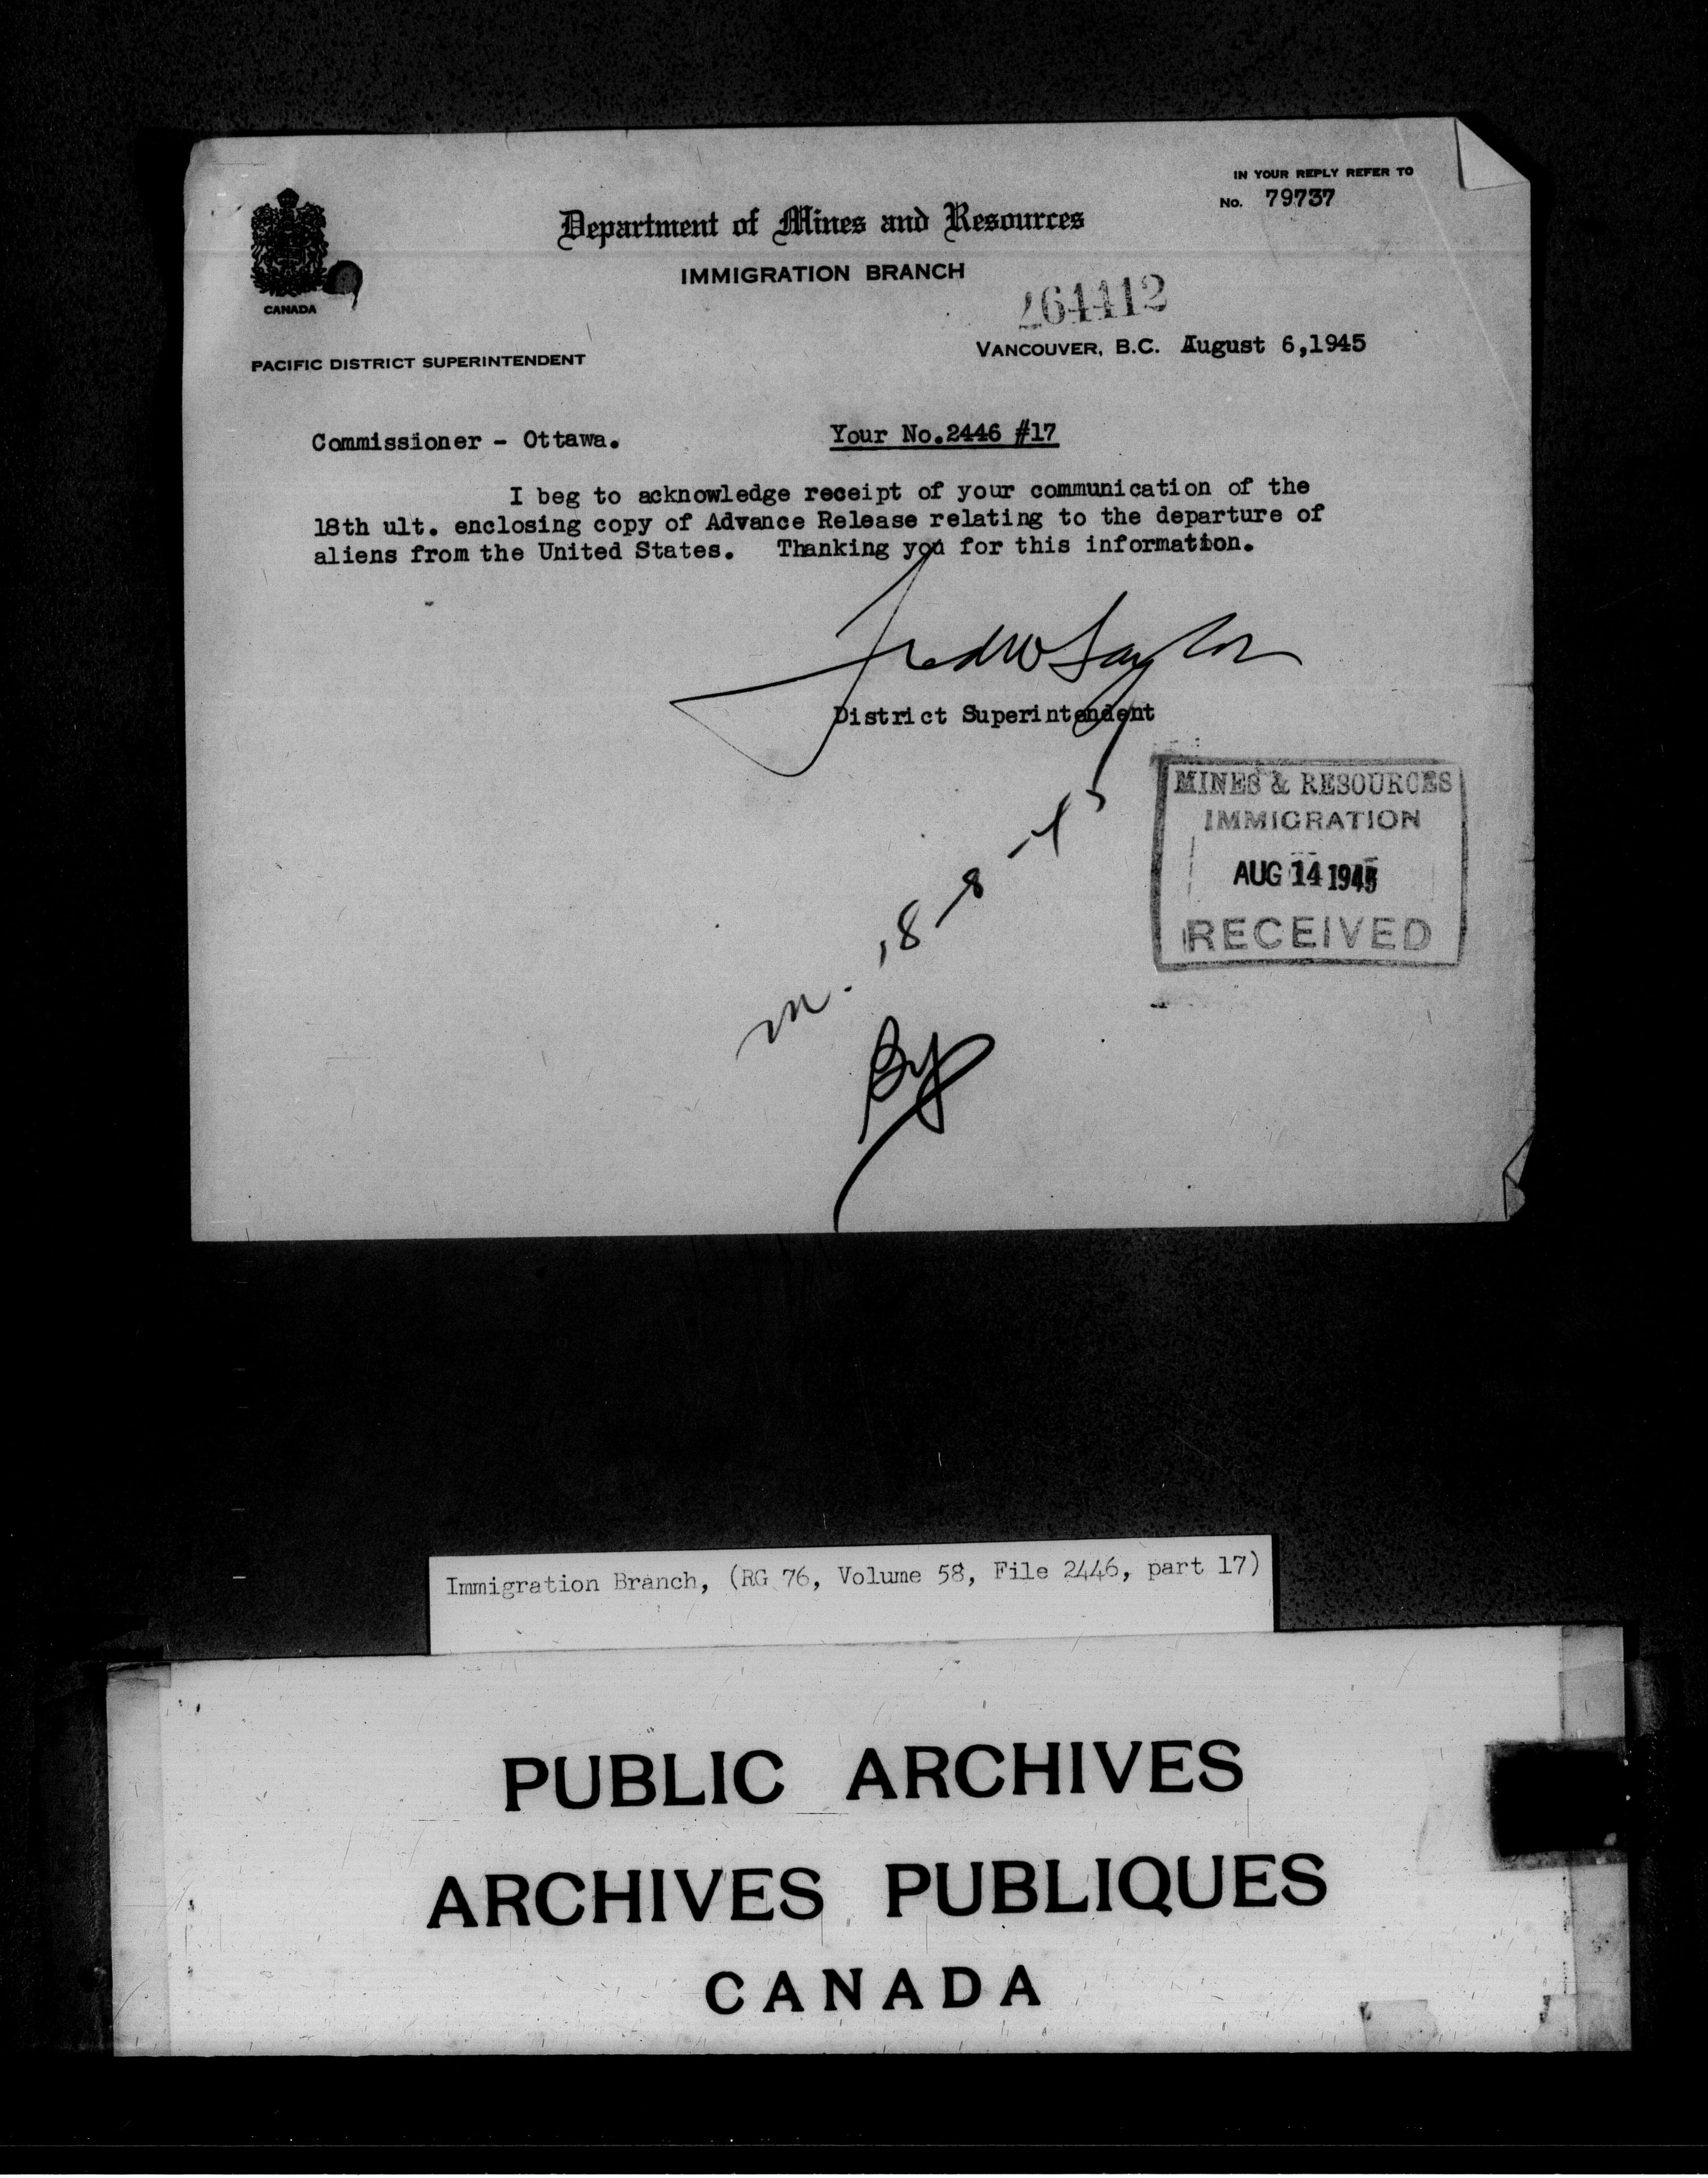 IN YOUR REPLY REFER TO
No. 79737
Department of Mines and Resources
IMMIGRATION BRANCH
CANADA
264412
PACIFIC DISTRICT SUPERINTENDENT
VANCOUVER, B.C. August 6,1945
Commissioner - Ottawa.
Your No.2446 #17
I beg to acknowledge receipt of your communication of the
18th ult. enclosing copy of Advance Release relating to the departure of
aliens from the United States. Thanking you for this information.
Fred W Taylor
District Superintendent
MINES & RESOURCES
IMMIGRATION
AUG 14 1945
RECEIVED
Immigration Branch, (RG 76, Volume 58, File 2446, part 17)
PUBLIC ARCHIVES
ARCHIVES PUBLIQUES
CANADA